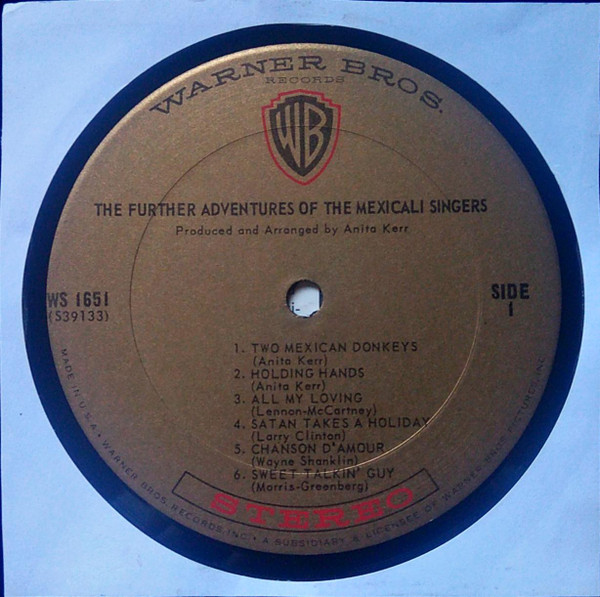 WARNER BROS.
RECORDS
WB
THE FURTHER ADVENTURES OF THE MEXICALI SINGERS
Produced and Arranged by Anita Kerr
WS 1651
(S39133)
SIDE
1
1. TWO MEXICAN DONKEYS
(Anita Kerr)
2. HOLDING HANDS
(Anita Kerr)
3. ALL MY LOVING
(Lennon-McCartney)
4. SATAN TAKES A HOLIDAY
(Larry Clinton)
5. CHANSON D'AMOUR
(Wayne Shanklin)
6. SWEET TALKIN' GUY
(Morris-Greenberg)
STEREO
MADE IN U.S.A. • WARNER BROS. RECORDS, INC. • A SUBSIDIARY & LICENSEE OF WARNER BROS. PICTURES, INC.